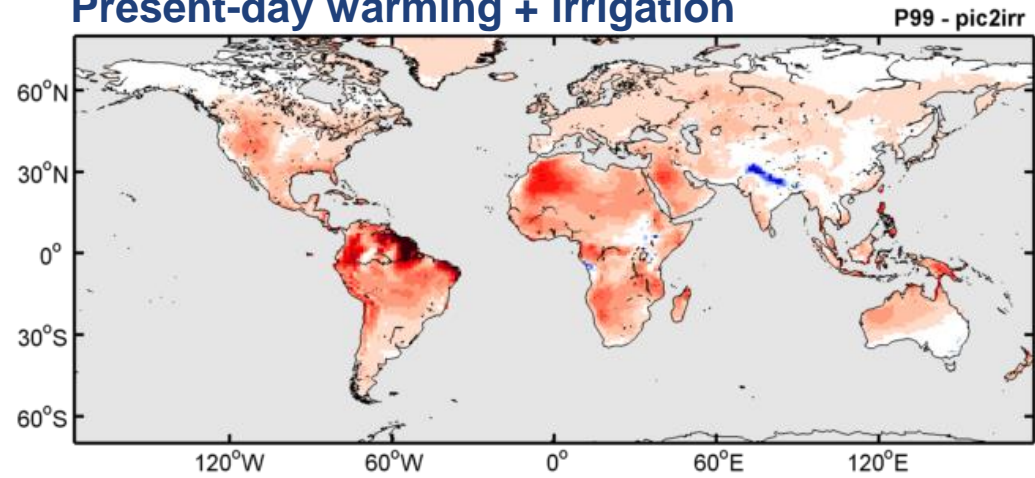 Present-day warming + irrigation
P99 - pic2irr
60°N
30°N
0°
30°S
60°S
120°W 60°W 0° 60°E 120°E